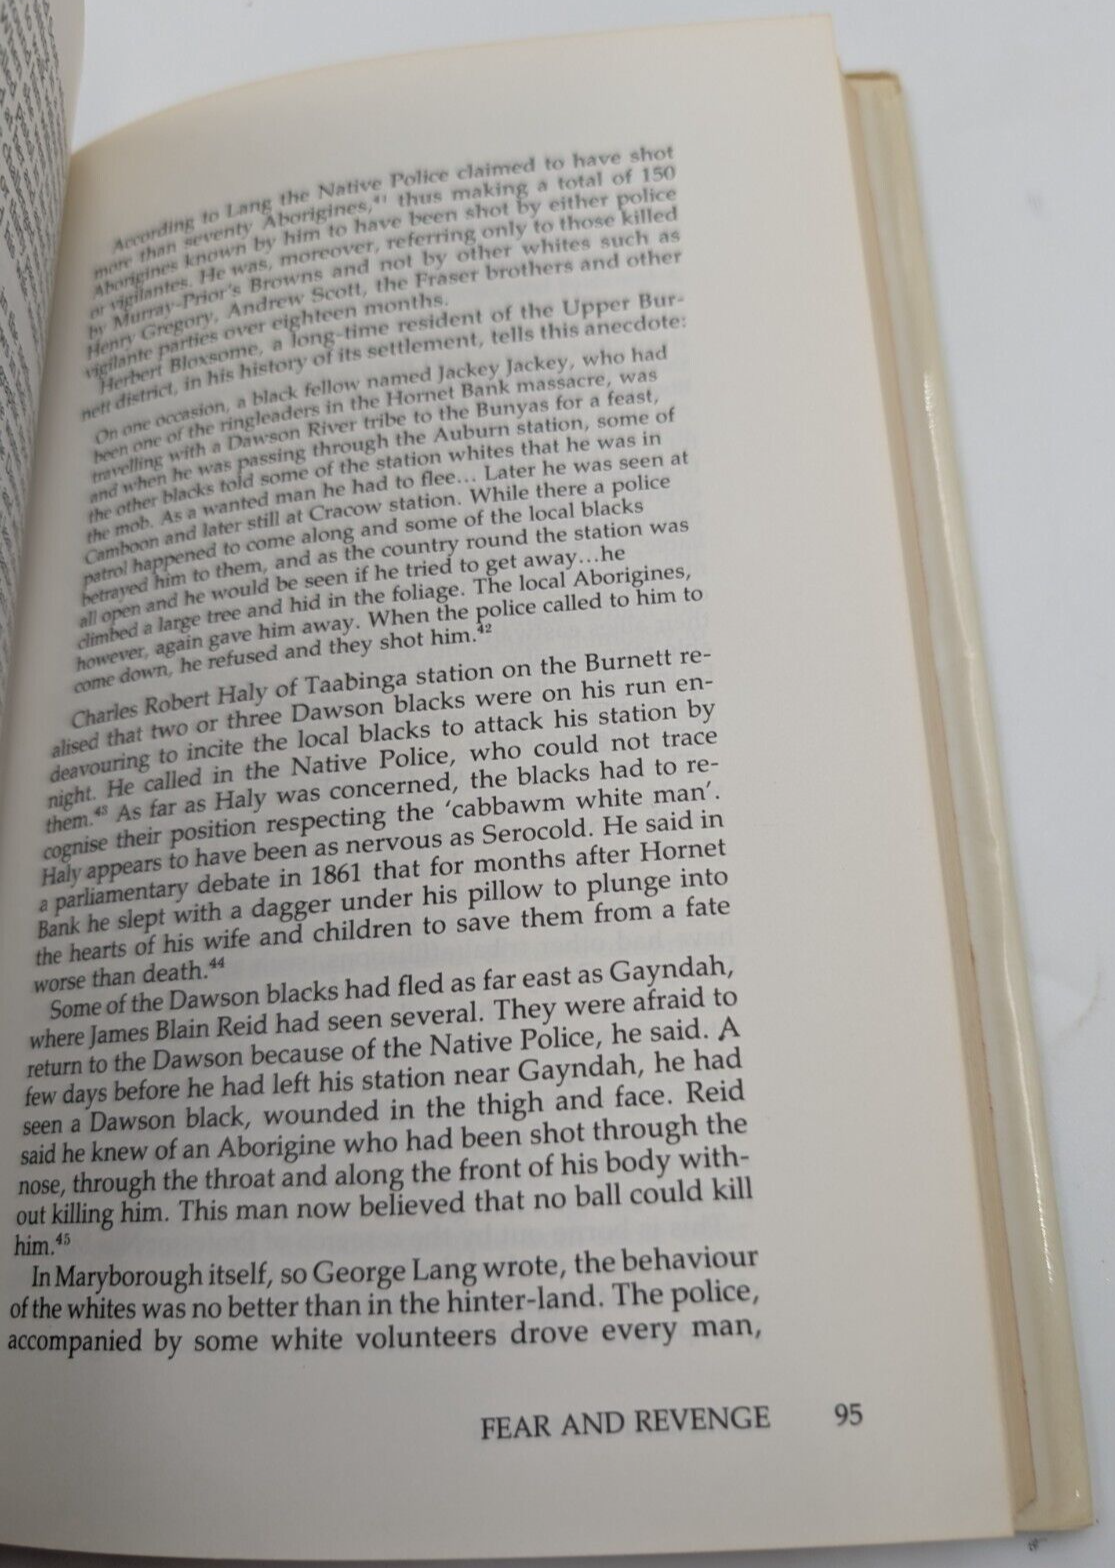 According to Lang the Native Police claimed to have shot
more than seventy Aborigines,⁴¹ thus making a total of 150
Aborigines known by him to have been shot by either police
or vigilantes. He was, moreover, referring only to those killed
by Murray-Prior's Browns and not by other whites such as
Henry Gregory, Andrew Scott, the Fraser brothers and other
vigilante parties over eighteen months.
Herbert Bloxsome, a long-time resident of the Upper Bur-
nett district, in his history of its settlement, tells this anecdote:
On one occasion, a black fellow named Jackey Jackey, who had
been one of the ringleaders in the Hornet Bank massacre, was
travelling with a Dawson River tribe to the Bunyas for a feast,
and when he was passing through the Auburn station, some of
the other blacks told some of the station whites that he was in
the mob. As a wanted man he had to flee... Later he was seen at
Camboon and later still at Cracow station. While there a police
patrol happened to come along and some of the local blacks
betrayed him to them, and as the country round the station was
all open and he would be seen if he tried to get away...he
climbed a large tree and hid in the foliage. The local Aborigines,
however, again gave him away. When the police called to him to
come down, he refused and they shot him.⁴²
Charles Robert Haly of Taabinga station on the Burnett re-
alised that two or three Dawson blacks were on his run en-
deavouring to incite the local blacks to attack his station by
night. He called in the Native Police, who could not trace
them.⁴³ As far as Haly was concerned, the blacks had to re-
cognise their position respecting the 'cabbawm white man'.
Haly appears to have been as nervous as Serocold. He said in
a parliamentary debate in 1861 that for months after Hornet
Bank he slept with a dagger under his pillow to plunge into
the hearts of his wife and children to save them from a fate
worse than death.⁴⁴
Some of the Dawson blacks had fled as far east as Gayndah,
where James Blain Reid had seen several. They were afraid to
return to the Dawson because of the Native Police, he said. A
few days before he had left his station near Gayndah, he had
seen a Dawson black, wounded in the thigh and face. Reid
said he knew of an Aborigine who had been shot through the
nose, through the throat and along the front of his body with-
out killing him. This man now believed that no ball could kill
him.⁴⁵
In Maryborough itself, so George Lang wrote, the behaviour
of the whites was no better than in the hinter-land. The police,
accompanied by some white volunteers drove every man,
FEAR AND REVENGE 95